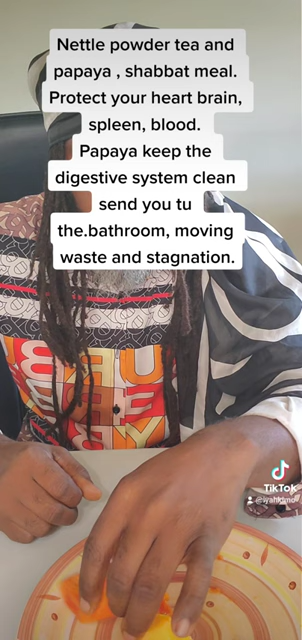 Nettle powder tea and
papaya , shabbat meal.
Protect your heart brain,
spleen, blood.
Papaya keep the
digestive system clean
send you tu
the.bathroom, moving
waste and stagnation.
TikTok